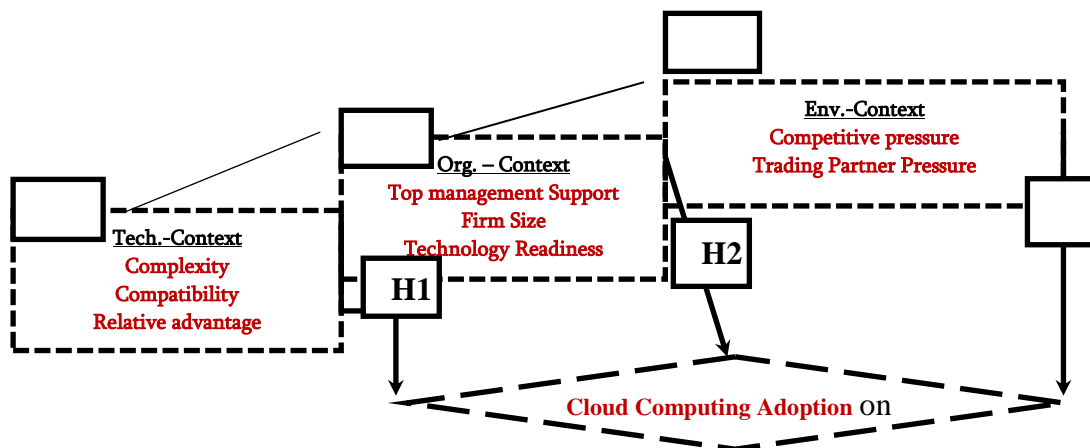 Env.-Context
Competitive pressure
Trading Partner Pressure
Org. – Context
Top management Support
Firm Size
Technology Readiness
Tech.-Context
Complexity
Compatibility
Relative advantage
H1
H2
Cloud Computing Adoption on